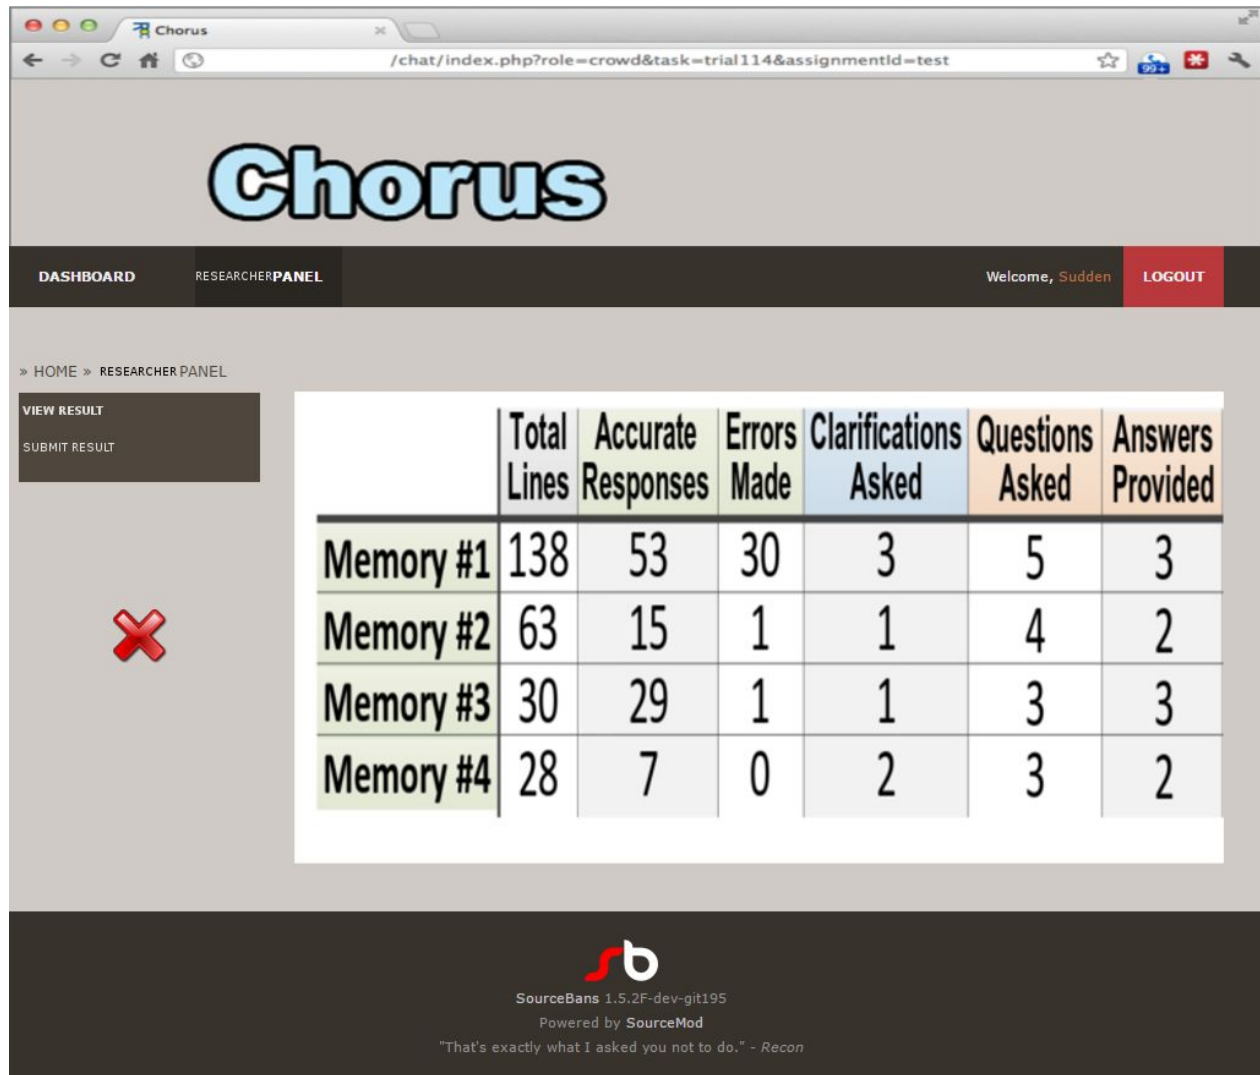 Chorus
/chat/index.php?role=crowd&task=trial114&assignmentId=test
99+
Chorus
DASHBOARD RESEARCHERPANEL Welcome, Sudden LOGOUT
» HOME » RESEARCHER PANEL
VIEW RESULT
SUBMIT RESULT
Total Lines Accurate Responses Errors Made Clarifications Asked Questions Asked Answers Provided
Memory #1 138 53 30 3 5 3
Memory #2 63 15 1 1 4 2
Memory #3 30 29 1 1 3 3
Memory #4 28 7 0 2 3 2
sb
SourceBans 1.5.2F-dev-git195
Powered by SourceMod
"That's exactly what I asked you not to do." - Recon